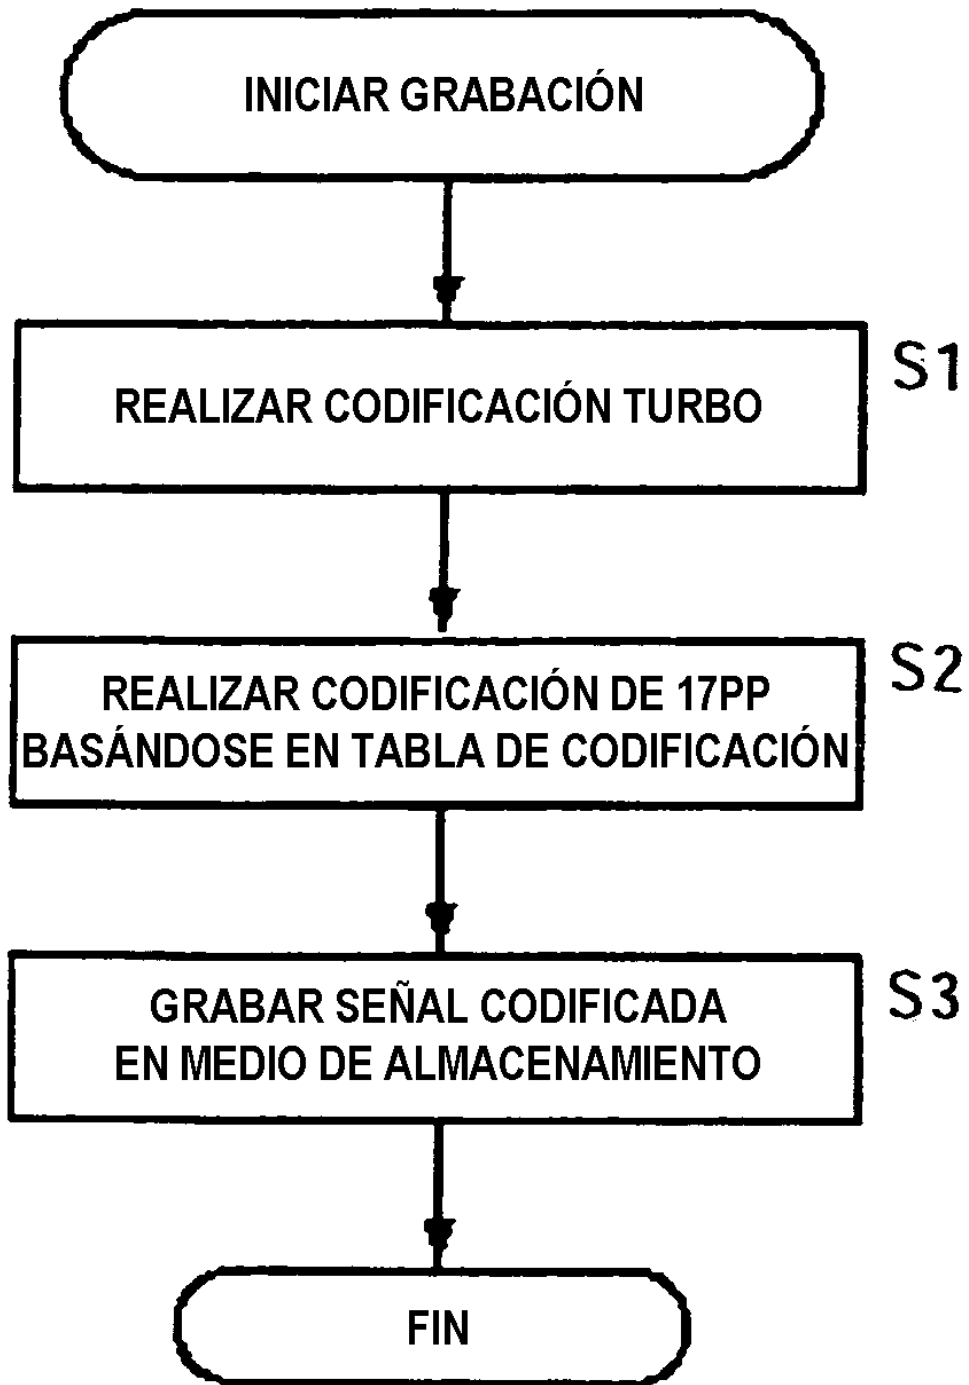 INICIAR GRABACIÓN
REALIZAR CODIFICACIÓN TURBO
S1
REALIZAR CODIFICACIÓN DE 17PP
BASÁNDOSE EN TABLA DE CODIFICACIÓN
S2
GRABAR SEÑAL CODIFICADA
EN MEDIO DE ALMACENAMIENTO
S3
FIN